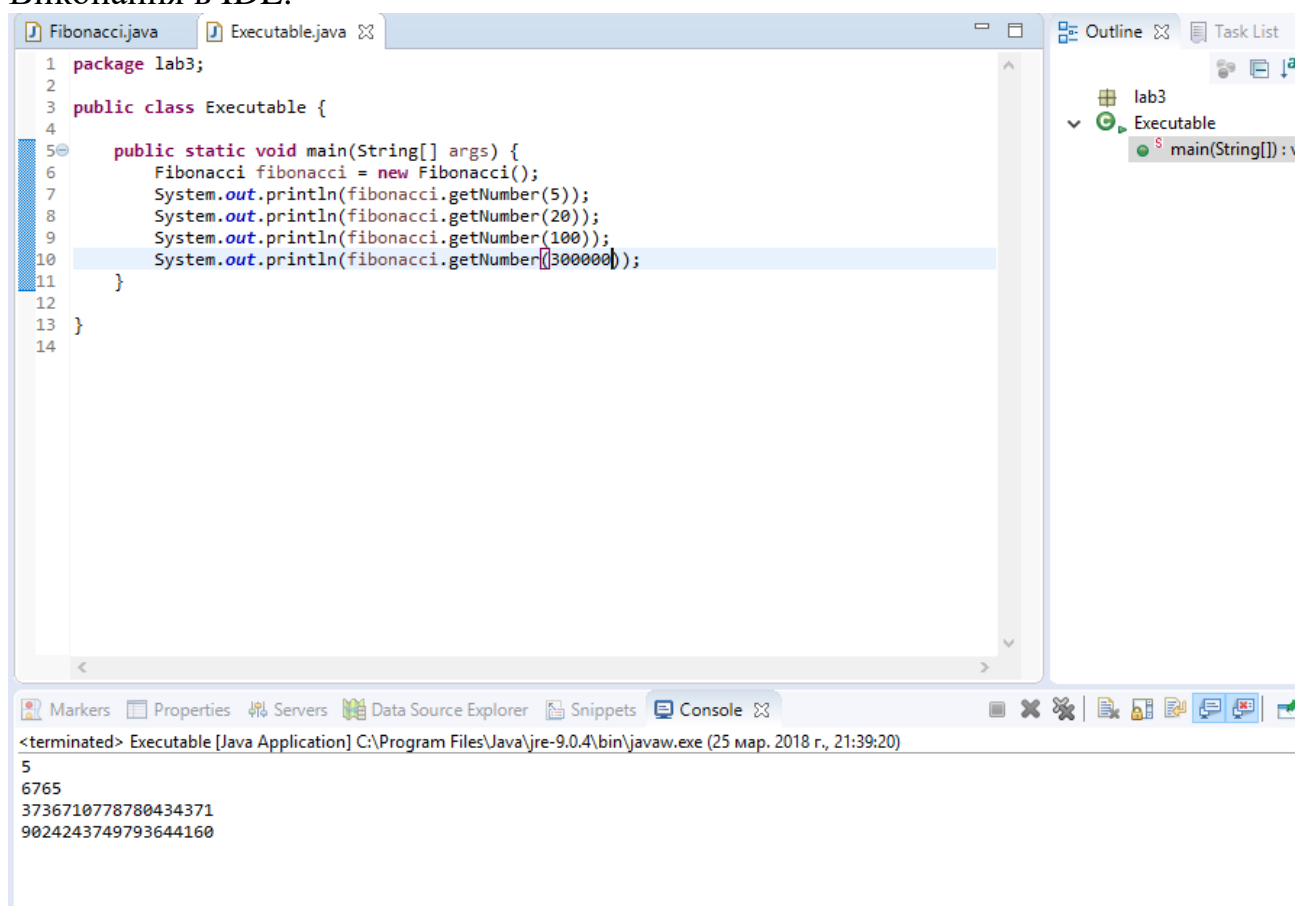 Виконання в IDE:
Fibonacci.java Executable.java Outline Task List
1 package lab3;
2
3 public class Executable {
4
5 public static void main(String[] args) {
6 Fibonacci fibonacci = new Fibonacci();
7 System.out.println(fibonacci.getNumber(5));
8 System.out.println(fibonacci.getNumber(20));
9 System.out.println(fibonacci.getNumber(100));
10 System.out.println(fibonacci.getNumber(300000));
11 }
12
13 }
14
lab3
Executable
main(String[]) : v
Markers Properties Servers Data Source Explorer Snippets Console
<terminated> Executable [Java Application] C:\Program Files\Java\jre-9.0.4\bin\javaw.exe (25 мар. 2018 г., 21:39:20)
5
6765
3736710778780434371
9024243749793644160